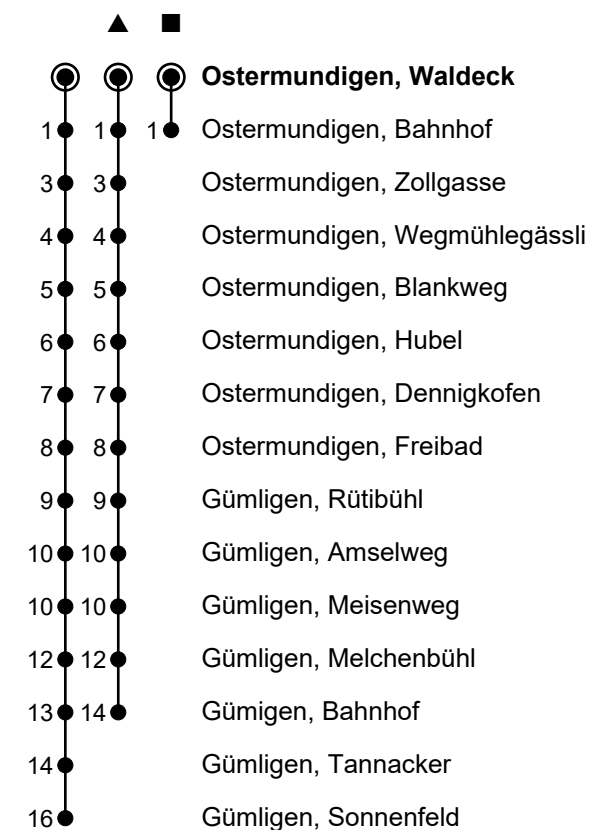 ▲ ■
Ostermundigen, Waldeck
1 1 1 Ostermundigen, Bahnhof
3 3 Ostermundigen, Zollgasse
4 4 Ostermundigen, Wegmühlegässli
5 5 Ostermundigen, Blankweg
6 6 Ostermundigen, Hubel
7 7 Ostermundigen, Dennigkofen
8 8 Ostermundigen, Freibad
9 9 Gümligen, Rütibühl
10 10 Gümligen, Amselweg
10 10 Gümligen, Meisenweg
12 12 Gümligen, Melchenbühl
13 14 Gümigen, Bahnhof
14 Gümligen, Tannacker
16 Gümligen, Sonnenfeld